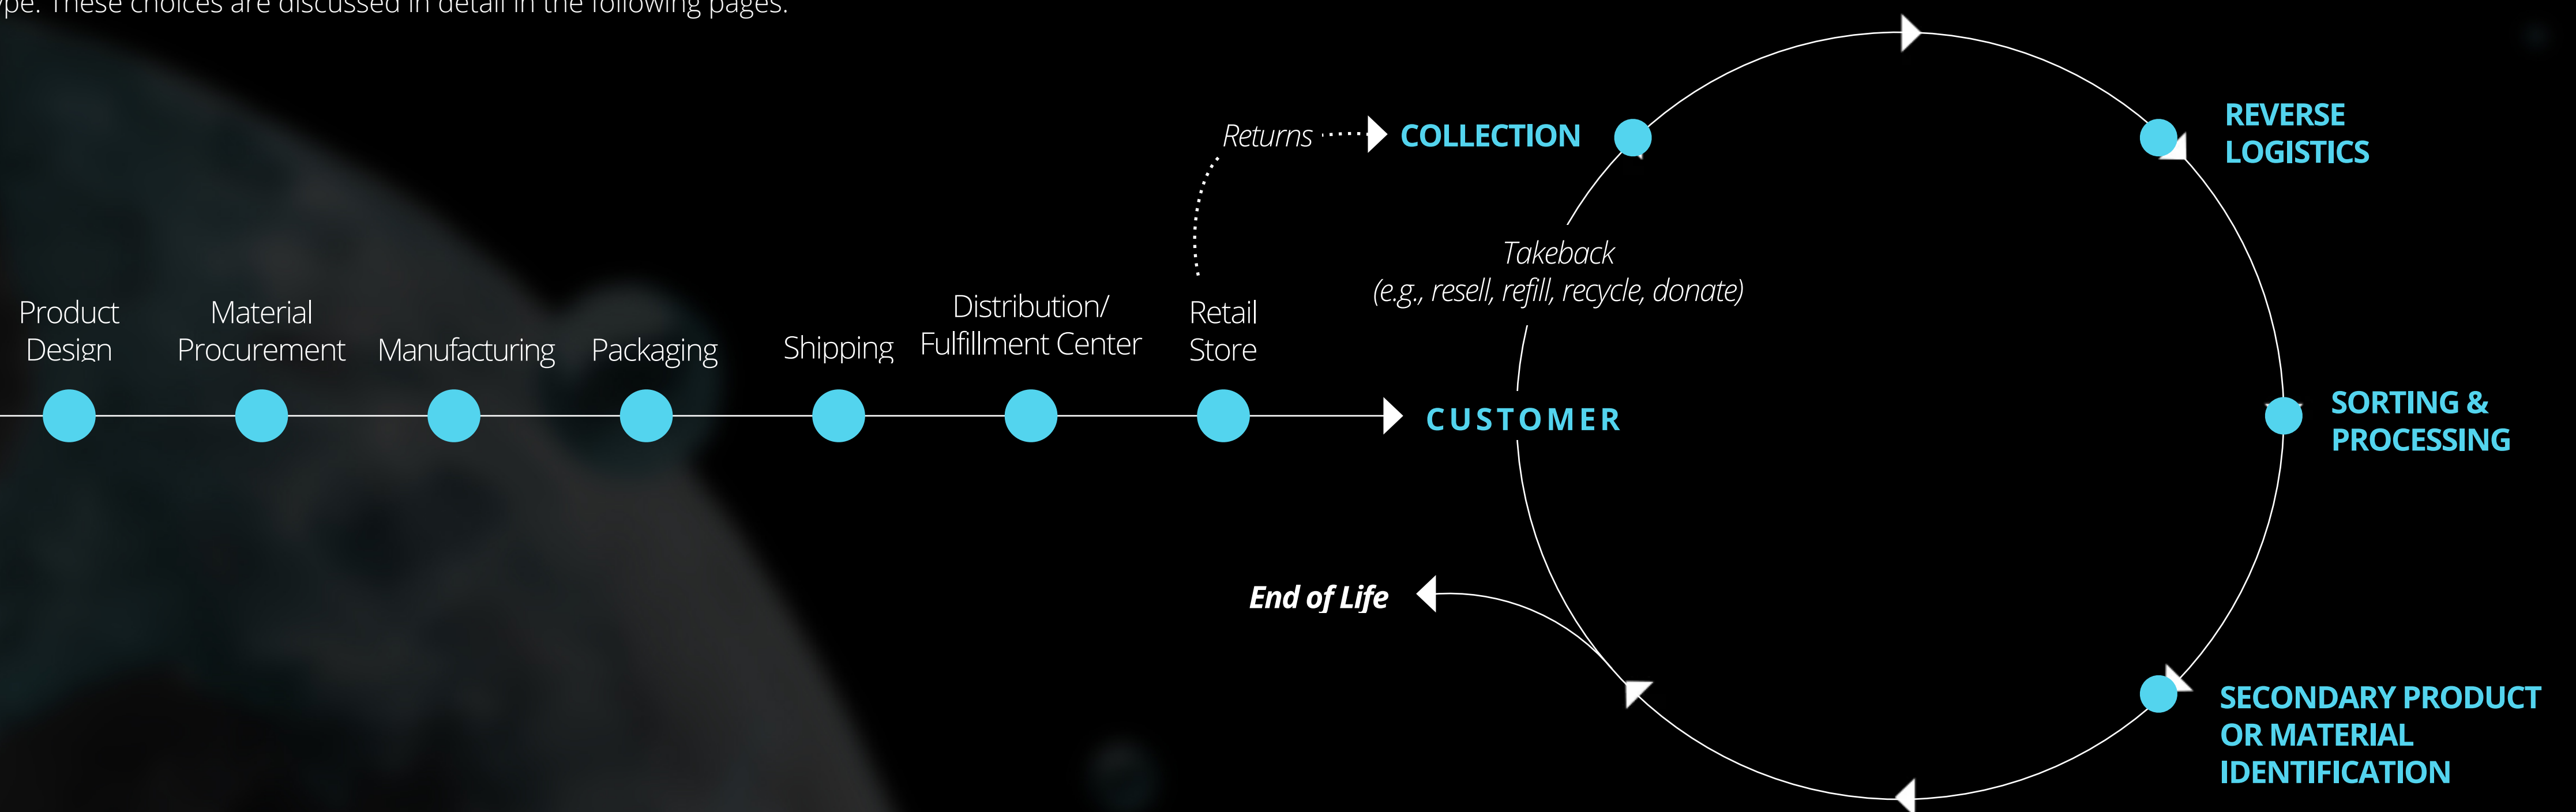 These choices are discussed in detail in the following pages.
Returns
COLLECTION
REVERSE
LOGISTICS
Takeback
(e.g., resell, refill, recycle, donate)
Product
Design
Material
Procurement
Manufacturing
Packaging
Shipping
Distribution/
Fulfillment Center
Retail
Store
CUSTOMER
SORTING &
PROCESSING
End of Life
SECONDARY PRODUCT
OR MATERIAL
IDENTIFICATION